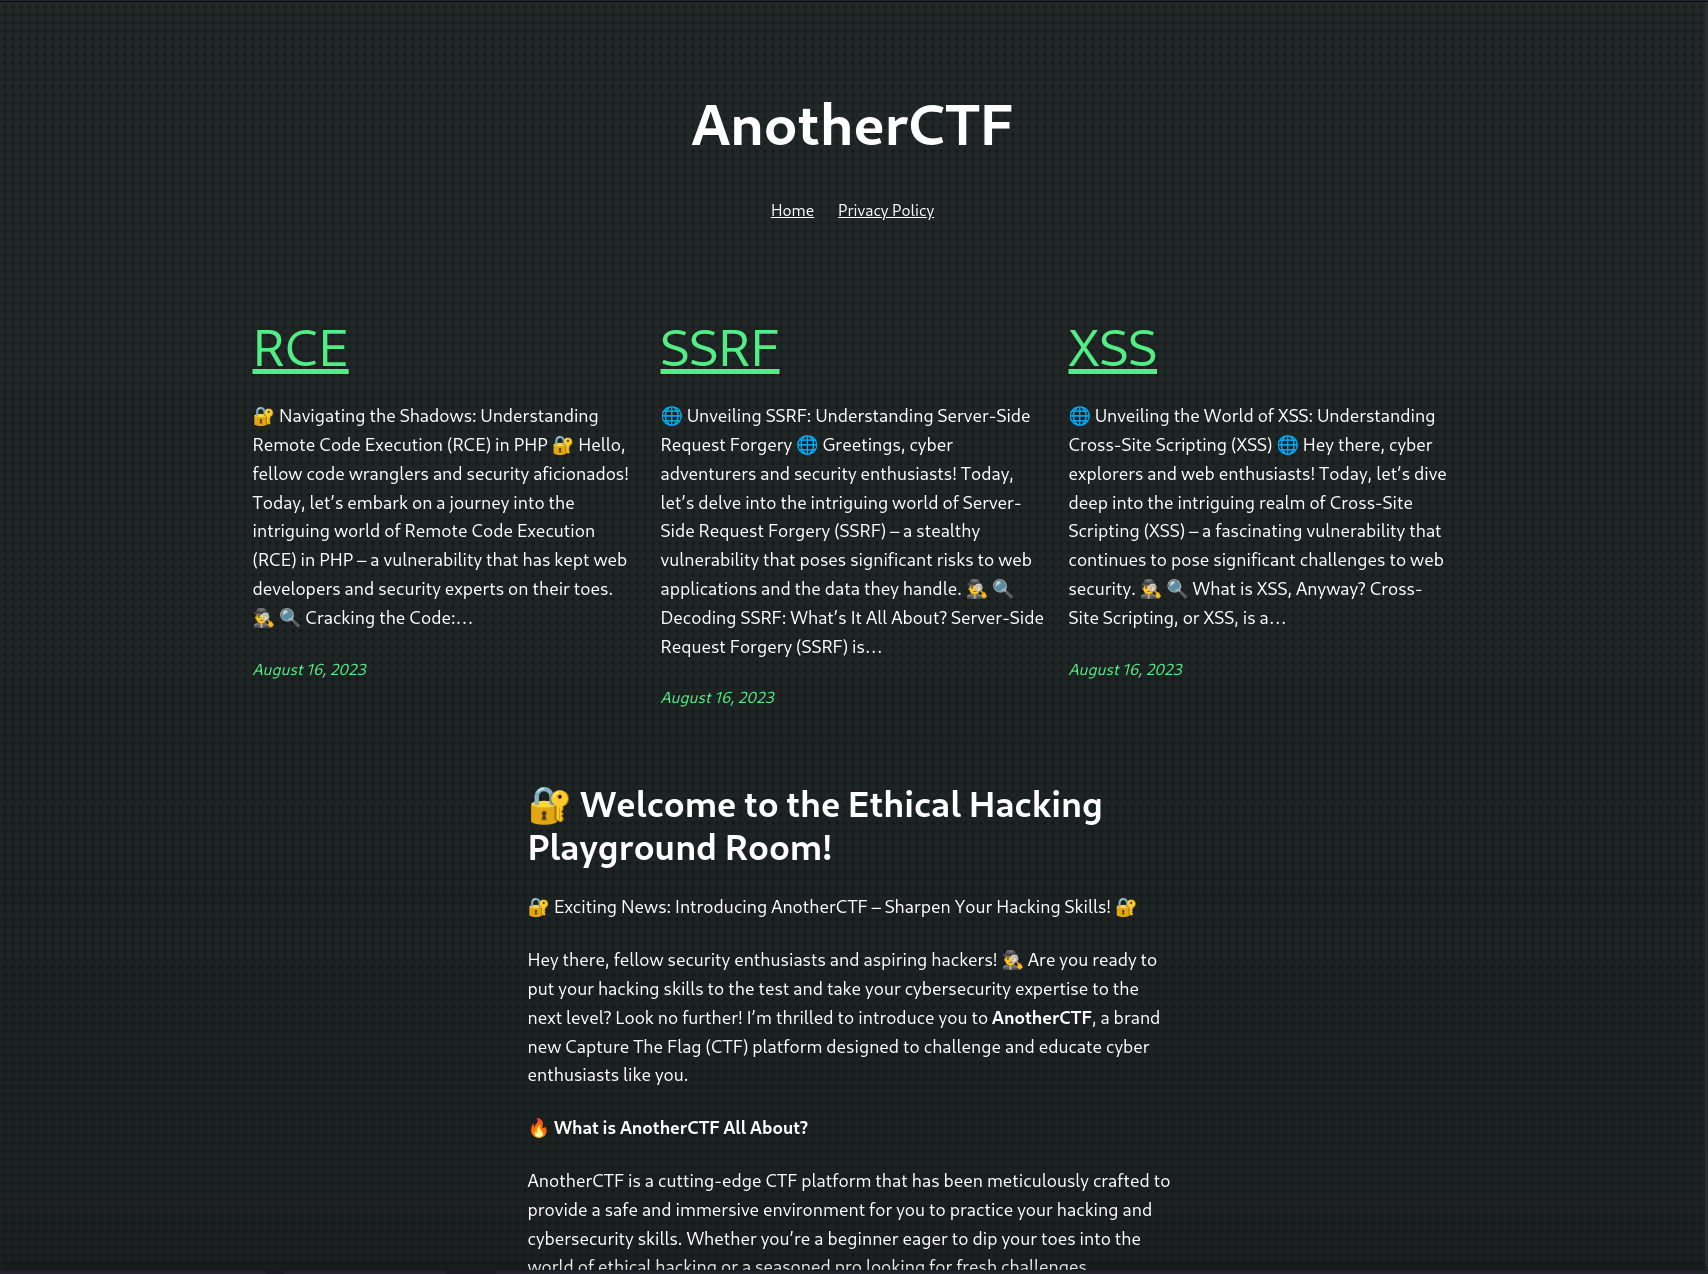 AnotherCTF
Home Privacy Policy
RCE
🔐 Navigating the Shadows: Understanding
Remote Code Execution (RCE) in PHP 🔐 Hello,
fellow code wranglers and security aficionados!
Today, let’s embark on a journey into the
intriguing world of Remote Code Execution
(RCE) in PHP – a vulnerability that has kept web
developers and security experts on their toes.
🕵️ 🔍 Cracking the Code:…
August 16, 2023
SSRF
🌐 Unveiling SSRF: Understanding Server-Side
Request Forgery 🌐 Greetings, cyber
adventurers and security enthusiasts! Today,
let’s delve into the intriguing world of Server-
Side Request Forgery (SSRF) – a stealthy
vulnerability that poses significant risks to web
applications and the data they handle. 🕵️ 🔍
Decoding SSRF: What’s It All About? Server-Side
Request Forgery (SSRF) is…
August 16, 2023
XSS
🌐 Unveiling the World of XSS: Understanding
Cross-Site Scripting (XSS) 🌐 Hey there, cyber
explorers and web enthusiasts! Today, let’s dive
deep into the intriguing realm of Cross-Site
Scripting (XSS) – a fascinating vulnerability that
continues to pose significant challenges to web
security. 🕵️ 🔍 What is XSS, Anyway? Cross-
Site Scripting, or XSS, is a…
August 16, 2023
🔐 Welcome to the Ethical Hacking
Playground Room!
🔐 Exciting News: Introducing AnotherCTF – Sharpen Your Hacking Skills! 🔐
Hey there, fellow security enthusiasts and aspiring hackers! 🕵️ Are you ready to
put your hacking skills to the test and take your cybersecurity expertise to the
next level? Look no further! I’m thrilled to introduce you to AnotherCTF, a brand
new Capture The Flag (CTF) platform designed to challenge and educate cyber
enthusiasts like you.
🔥 What is AnotherCTF All About?
AnotherCTF is a cutting-edge CTF platform that has been meticulously crafted to
provide a safe and immersive environment for you to practice your hacking and
cybersecurity skills. Whether you’re a beginner eager to dip your toes into the
world of ethical hacking or a seasoned pro looking for fresh challenges